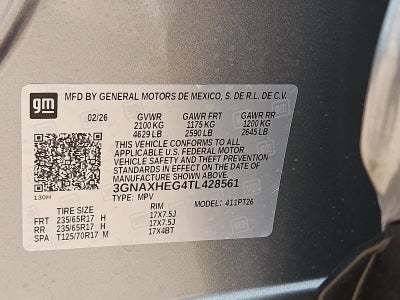 gm MFD BY GENERAL MOTORS DE MEXICO, S. DE R.L. DE C.V.
02/26 GVWR GAWR FRT GAWR RR
2100 KG 1175 KG 1200 KG
4629 LB 2590 LB 2645 LB
THIS VEHICLE CONFORMS TO ALL
APPLICABLE U.S. FEDERAL MOTOR
VEHICLE SAFETY AND THEFT PREVENTION
STANDARDS IN EFFECT ON THE DATE OF
MANUFACTURE SHOWN ABOVE.
3GNAXHEG4TL428561
130H TYPE: MPV MODEL: 411PT26
TIRE SIZE RIM
FRT 235/65R17 H 17X7.5J
RR 235/65R17 H 17X7.5J
SPA T125/70R17 M 17X4BT